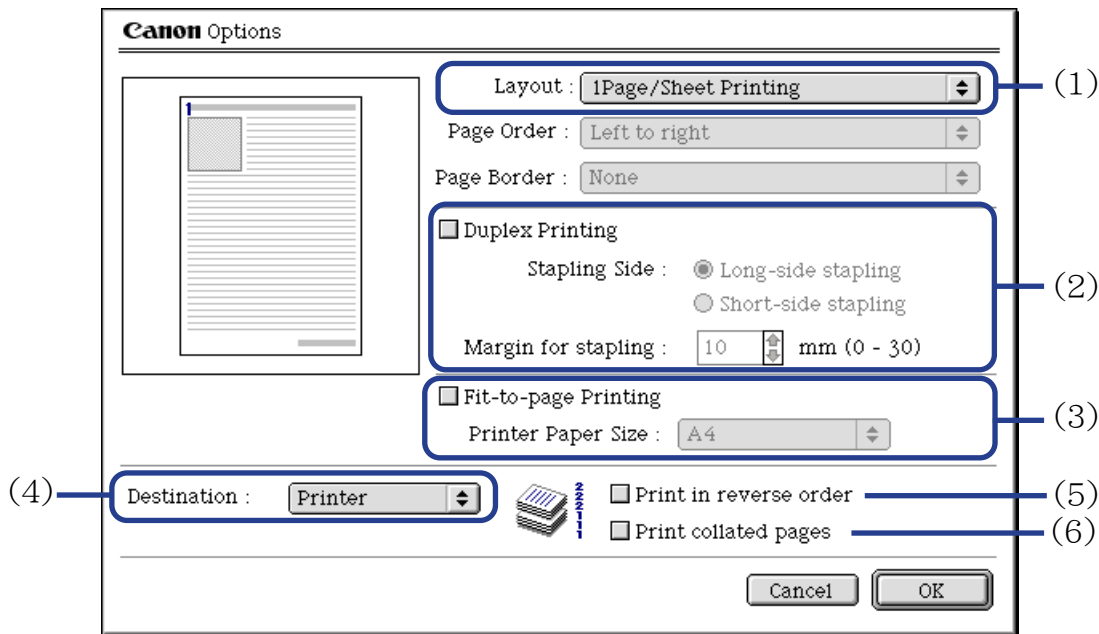 Canon Options
1
Layout : 1Page/Sheet Printing
(1)
Page Order : Left to right
Page Border : None
Duplex Printing
Stapling Side : Long-side stapling
Short-side stapling
(2)
Margin for stapling : 10 mm (0 - 30)
Fit-to-page Printing
(3)
Printer Paper Size : A4
(4)
Destination : Printer
2
2
2
1
1
1
Print in reverse order
(5)
Print collated pages
(6)
Cancel OK